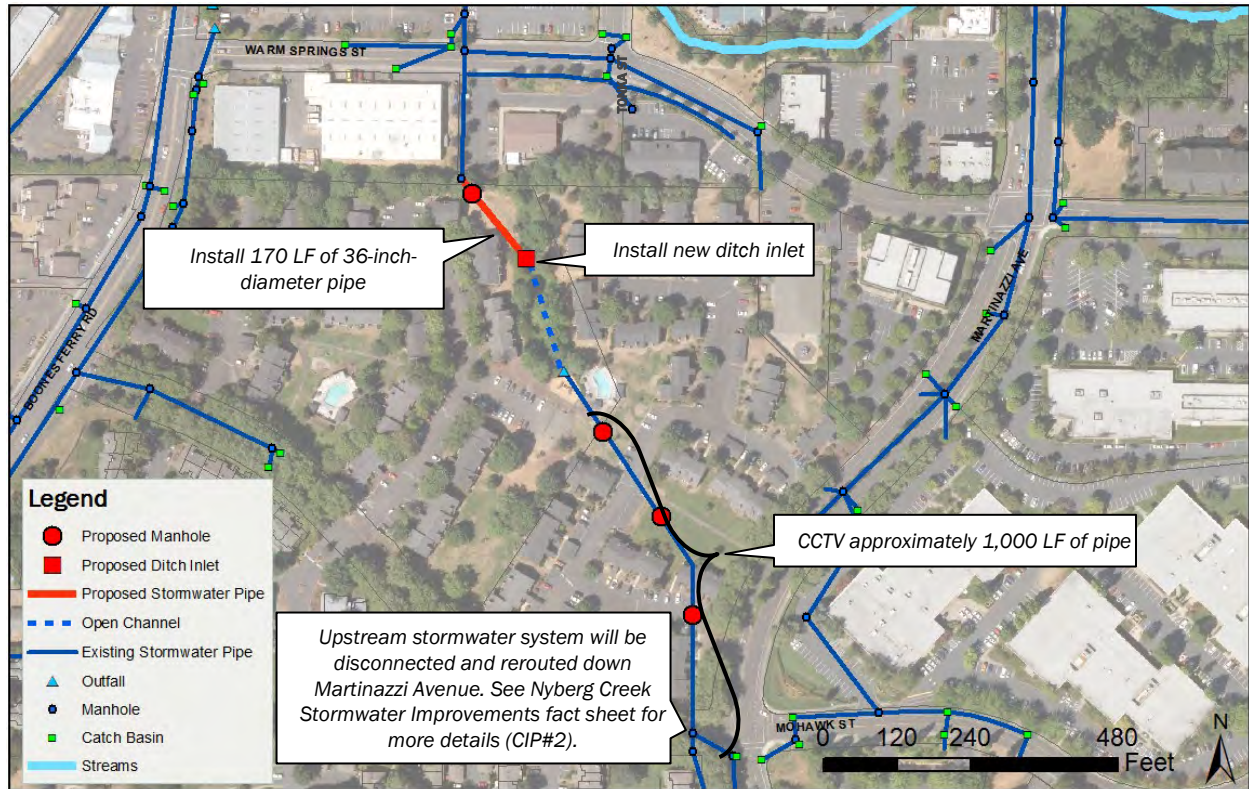 WARM SPRINGS ST
TONKA ST
Install 170 LF of 36-inch-
diameter pipe
Install new ditch inlet
BOONES FERRY RD
MARTINAZZI AVE
CCTV approximately 1,000 LF of pipe
Upstream stormwater system will be
disconnected and rerouted down
Martinazzi Avenue. See Nyberg Creek
Stormwater Improvements fact sheet for
more details (CIP#2).
MOHAWK ST
Legend
Proposed Manhole
Proposed Ditch Inlet
Proposed Stormwater Pipe
Open Channel
Existing Stormwater Pipe
Outfall
Manhole
Catch Basin
Streams
0 120 240 480
Feet
N